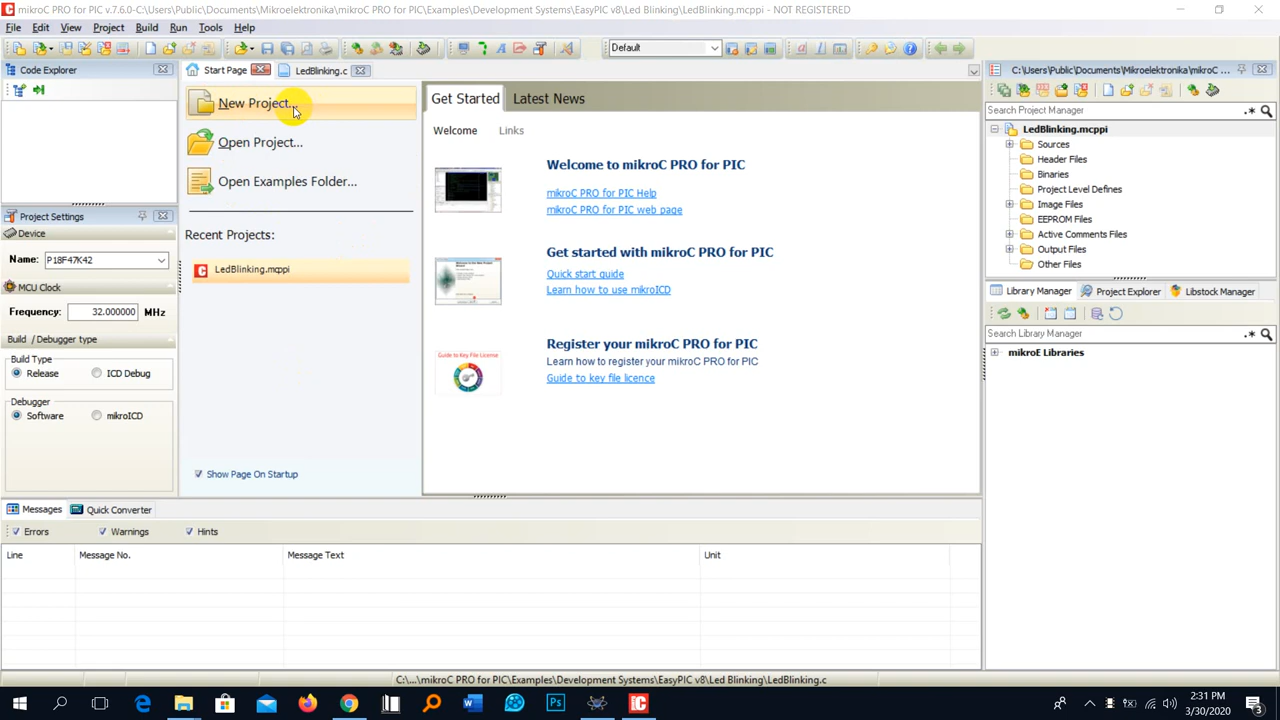 mikroC PRO for PIC v.7.6.0-C:\Users\Public\Documents\Mikroelektronika\mikroC PRO for PIC\Examples\Development Systems\EasyPIC v8\Led Blinking\LedBlinking.mcppi - NOT REGISTERED
File Edit View Project Build Run Tools Help
Default
Code Explorer
Start Page LedBlinking.c
C:\Users\Public\Documents\Mikroelektronika\mikroC ...
New Project...
Open Project...
Open Examples Folder...
Recent Projects:
LedBlinking.mcppi
Show Page On Startup
Get Started Latest News
Welcome Links
Welcome to mikroC PRO for PIC
mikroC PRO for PIC Help
mikroC PRO for PIC web page
Get started with mikroC PRO for PIC
Quick start guide
Learn how to use mikroICD
Guide to Key File License
Register your mikroC PRO for PIC
Learn how to register your mikroC PRO for PIC
Guide to key file licence
Project Settings
Device
Name: P18F47K42
MCU Clock
Frequency: 32.000000 MHz
Build / Debugger type
Build Type
Release ICD Debug
Debugger
Software mikroICD
Search Project Manager
LedBlinking.mcppi
Sources
Header Files
Binaries
Project Level Defines
Image Files
EEPROM Files
Active Comments Files
Output Files
Other Files
Library Manager Project Explorer Libstock Manager
Search Library Manager
mikroE Libraries
Messages Quick Converter
Errors Warnings Hints
Line Message No. Message Text Unit
C:\...\mikroC PRO for PIC\Examples\Development Systems\EasyPIC v8\Led Blinking\LedBlinking.c
2:31 PM
3/30/2020
3